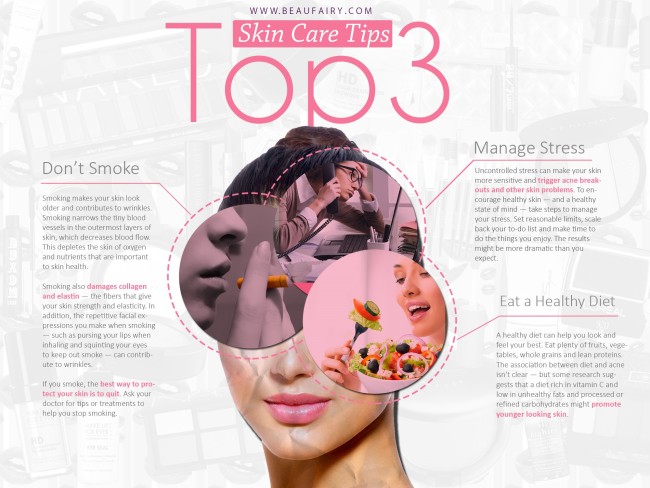 WWW.BEAUFAIRY.COM
Skin Care Tips
Top3
Don't Smoke
Smoking makes your skin look
older and contributes to wrinkles.
Smoking narrows the tiny blood
vessels in the outermost layers of
skin, which decreases blood flow.
This depletes the skin of oxygen
and nutrients that are important
to skin health.
Smoking also damages collagen
and elastin — the fibers that give
your skin strength and elasticity. In
addition, the repetitive facial ex-
pressions you make when smoking
— such as pursing your lips when
inhaling and squinting your eyes
to keep out smoke — can contrib-
ute to wrinkles.
If you smoke, the best way to pro-
tect your skin is to quit. Ask your
doctor for tips or treatments to
help you stop smoking.
Manage Stress
Uncontrolled stress can make your skin
more sensitive and trigger acne break-
outs and other skin problems. To en-
courage healthy skin — and a healthy
state of mind — take steps to manage
your stress. Set reasonable limits, scale
back your to-do list and make time to
do the things you enjoy. The results
might be more dramatic than you
expect.
Eat a Healthy Diet
A healthy diet can help you look and
feel your best. Eat plenty of fruits, vege-
tables, whole grains and lean proteins.
The association between diet and acne
isn't clear — but some research sug-
gests that a diet rich in vitamin C and
low in unhealthy fats and processed or
refined carbohydrates might promote
younger looking skin.